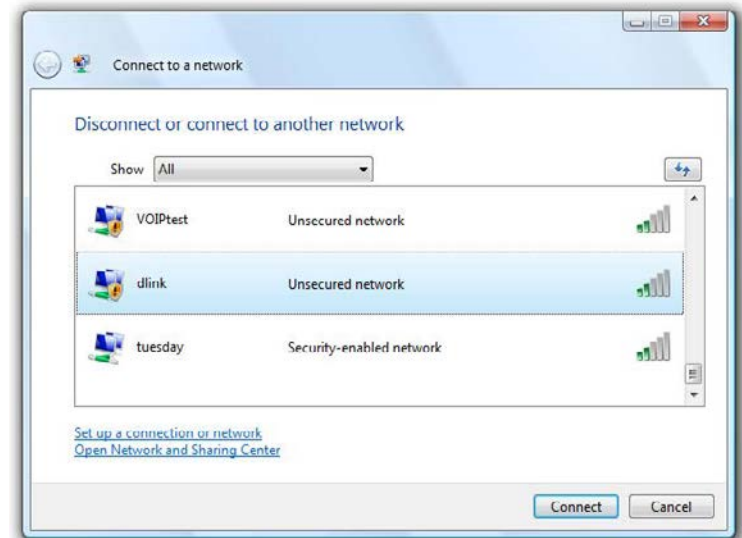 Connect to a network
Disconnect or connect to another network
Show All
VOIPtest Unsecured network
dlink Unsecured network
tuesday Security-enabled network
Set up a connection or network
Open Network and Sharing Center
Connect Cancel